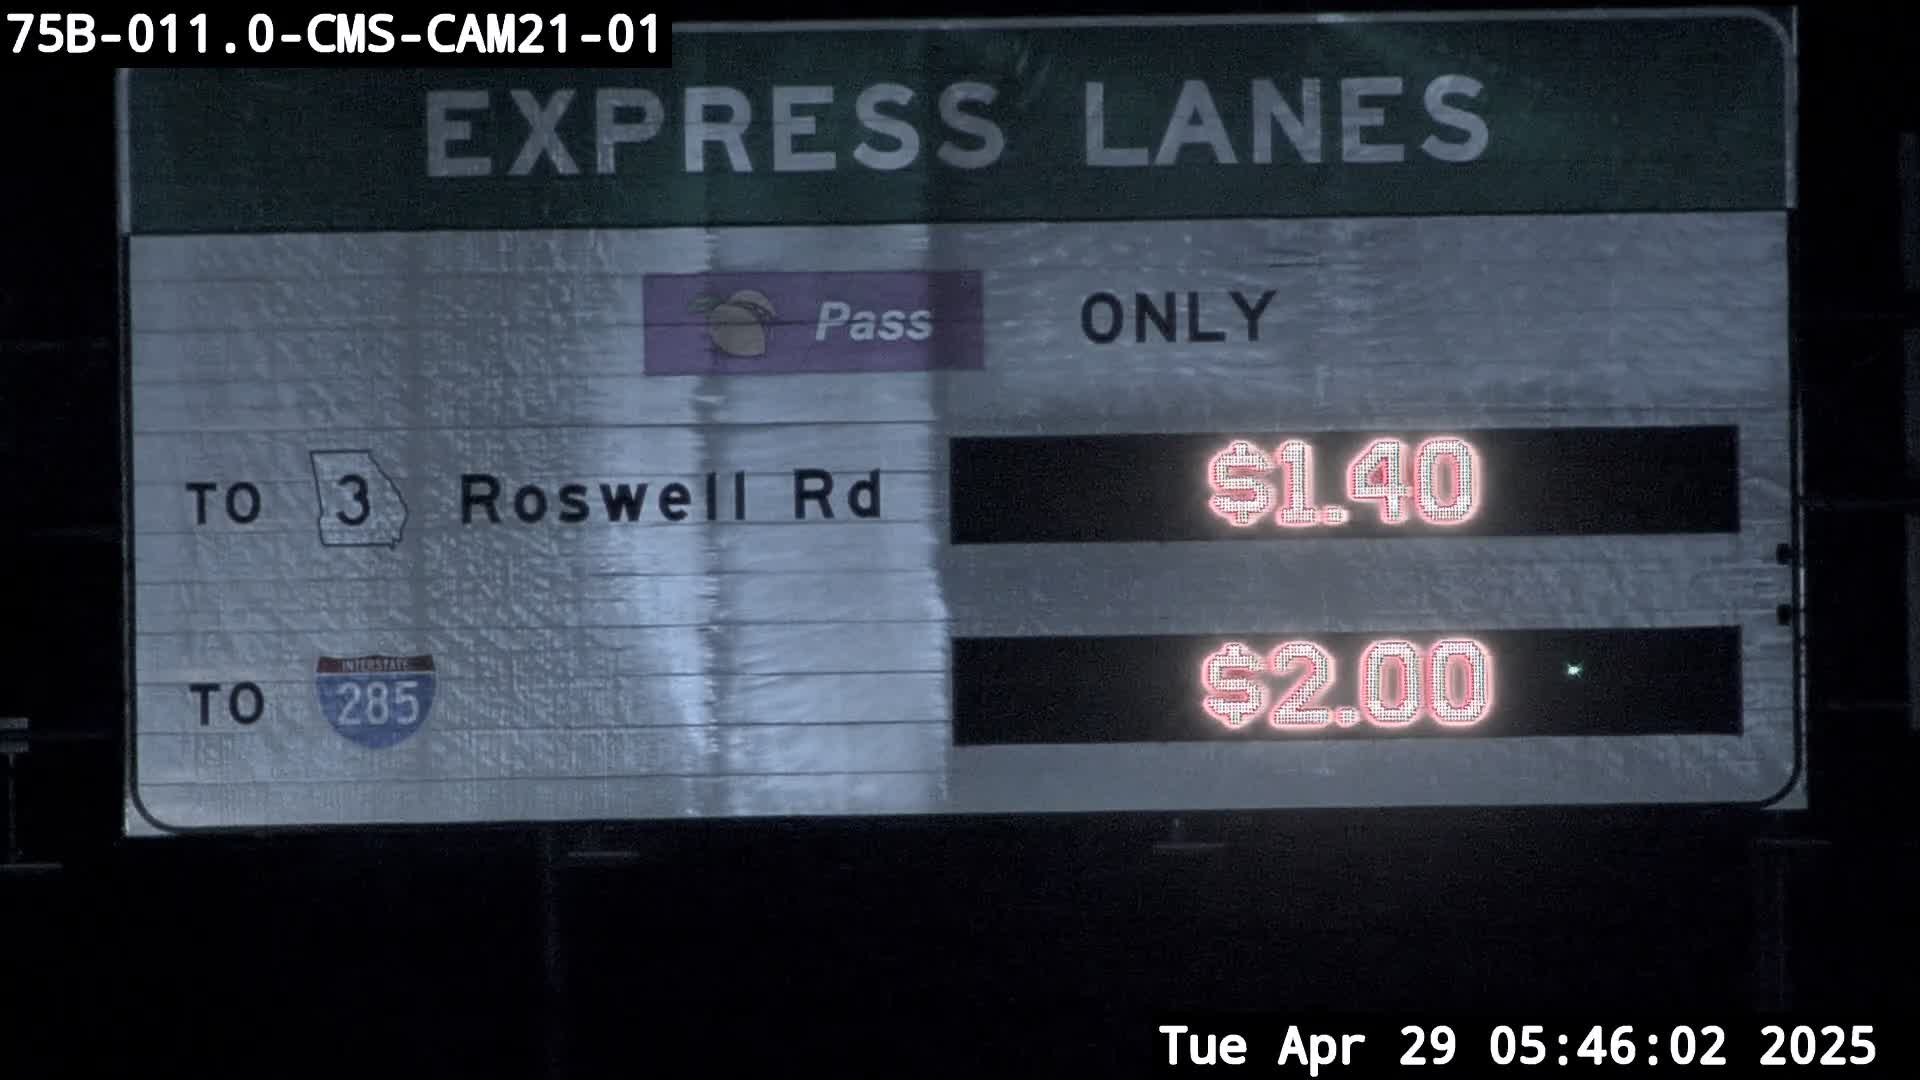 75B-011.0-CMS-CAM21-01
EXPRESS LANES
Pass ONLY
TO 3 Roswell Rd $1.40
TO INTERSTATE 285 $2.00
Tue Apr 29 05:46:02 2025